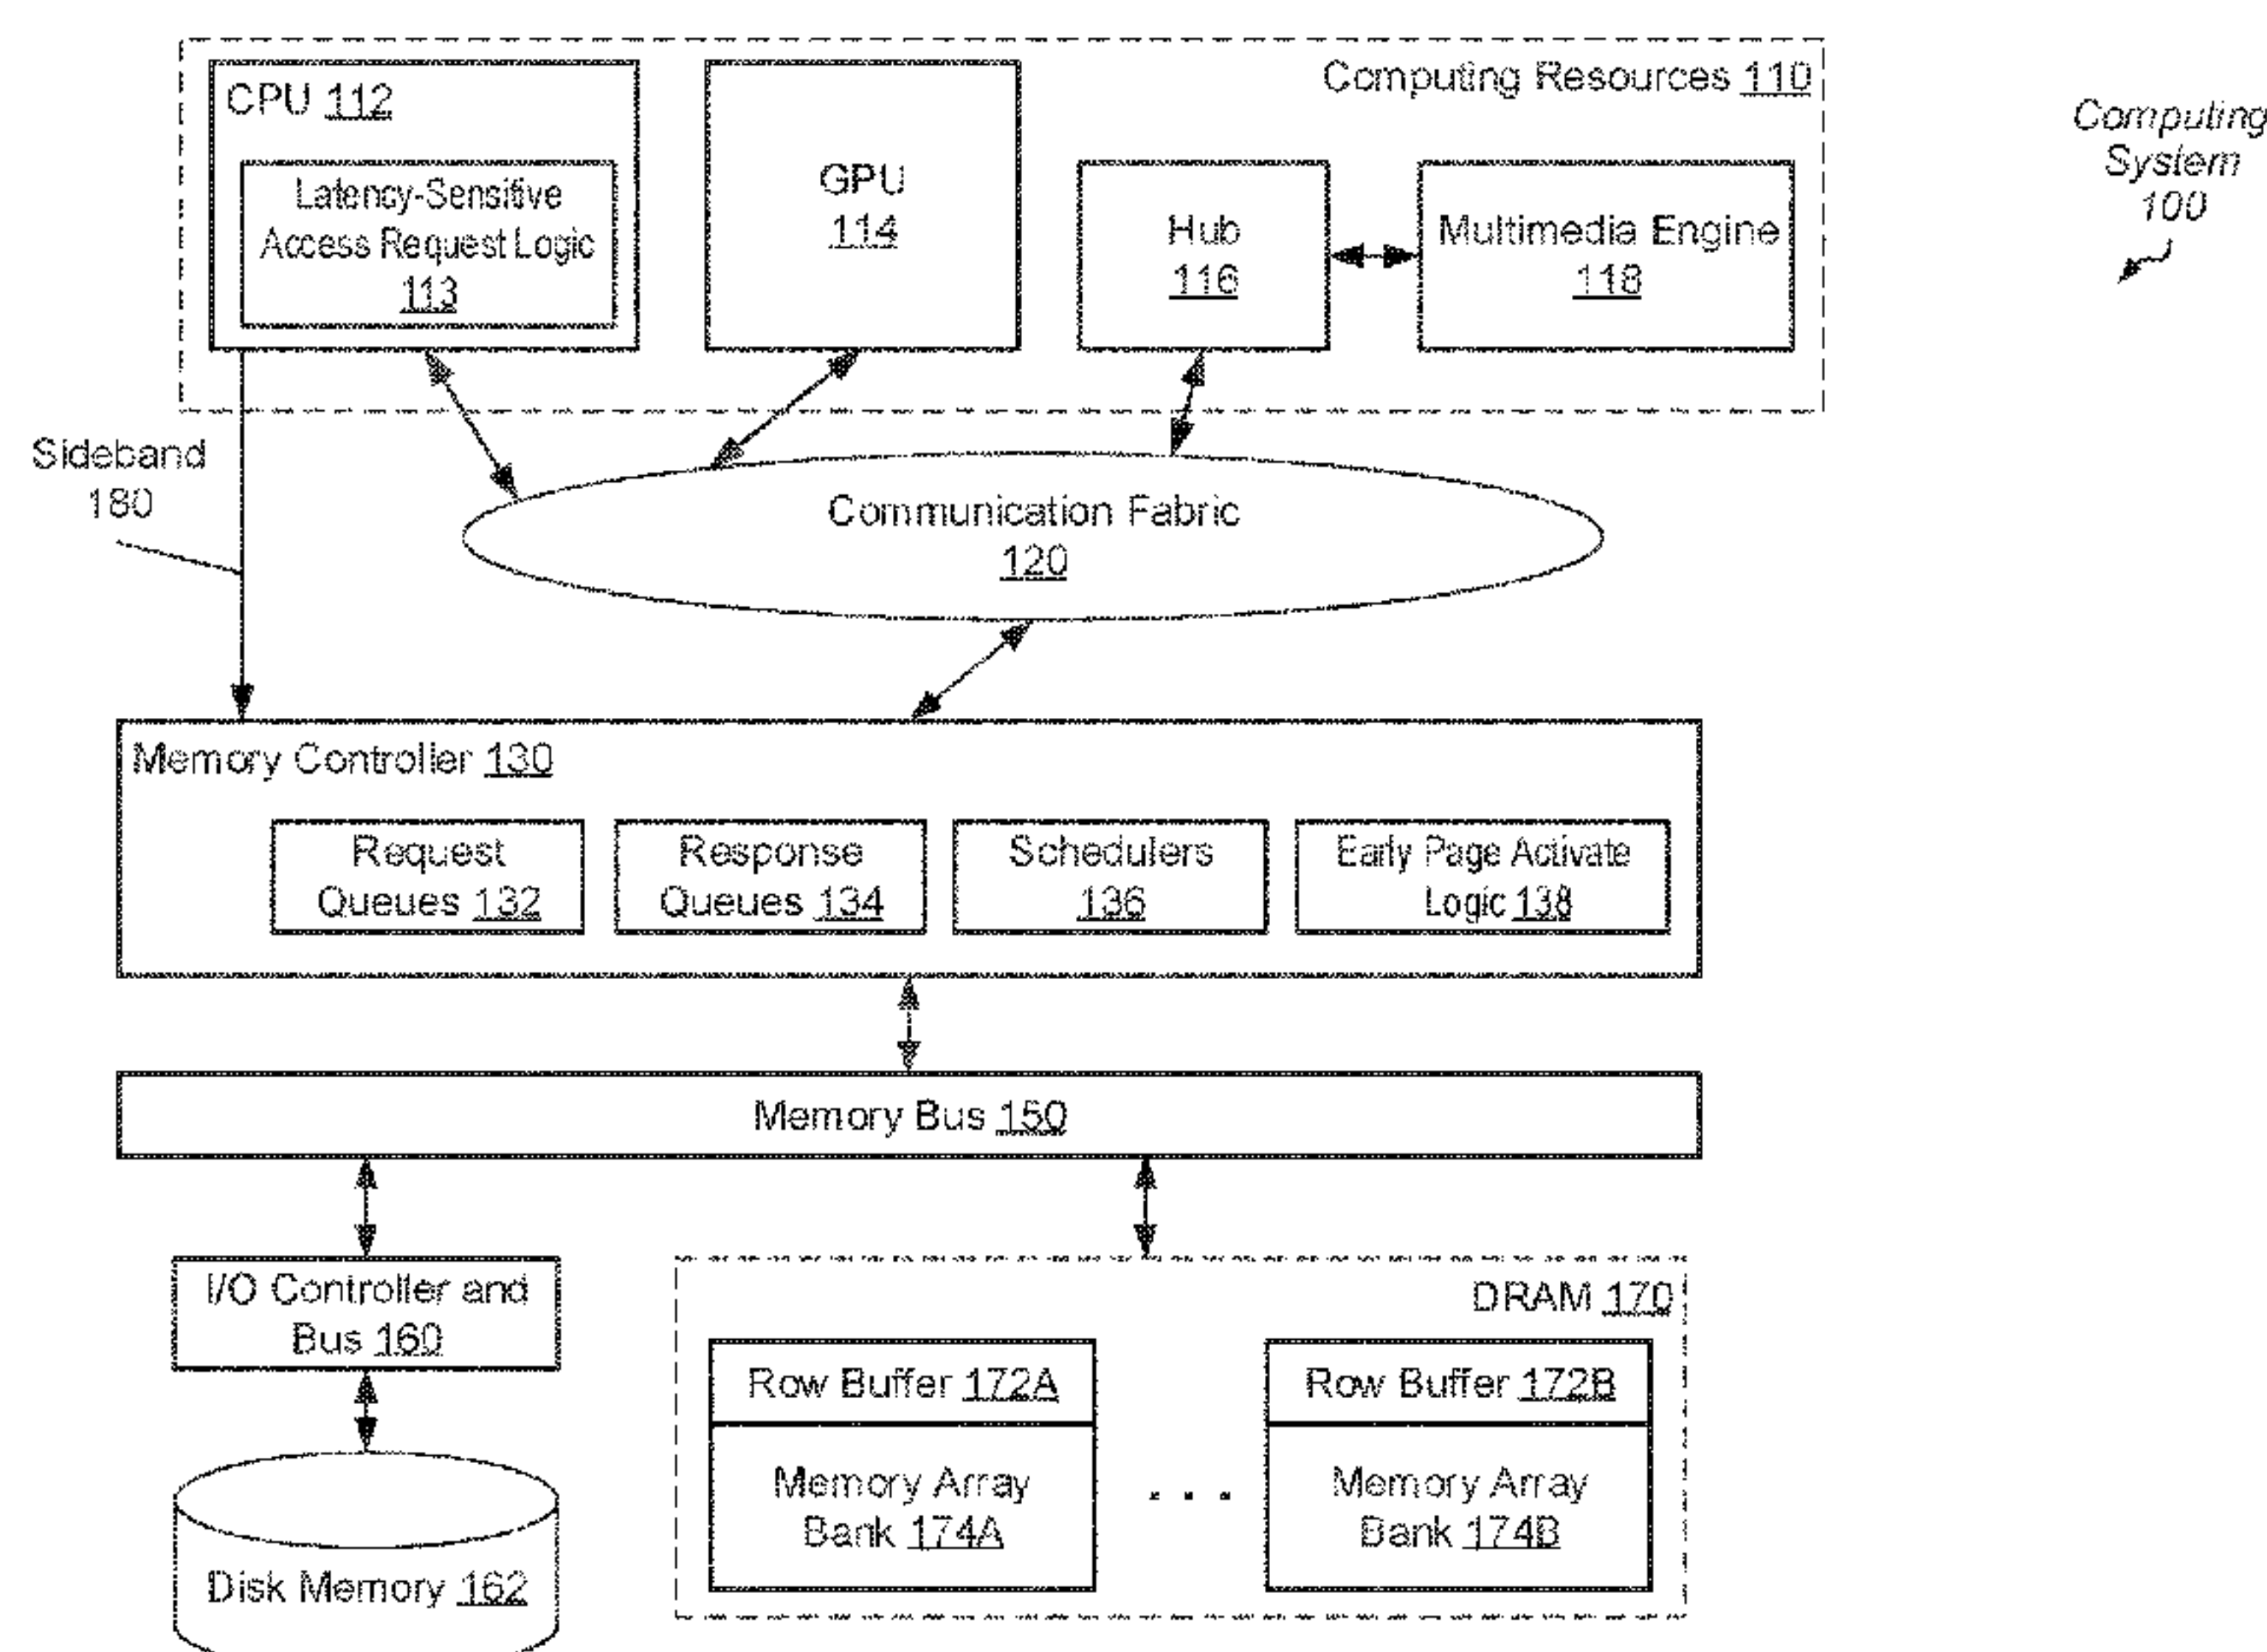 Computing Resources 110
Computing
System
100
CPU 112
Latency-Sensitive
Access Request Logic
113
GPU
114
Hub
116
Multimedia Engine
118
Sideband
180
Communication Fabric
120
Memory Controller 130
Request
Queues 132
Response
Queues 134
Schedulers
136
Early Page Activate
Logic 138
Memory Bus 150
I/O Controller and
Bus 160
Disk Memory 162
DRAM 170
Row Buffer 172A
Memory Array
Bank 174A
. . .
Row Buffer 172B
Memory Array
Bank 174B